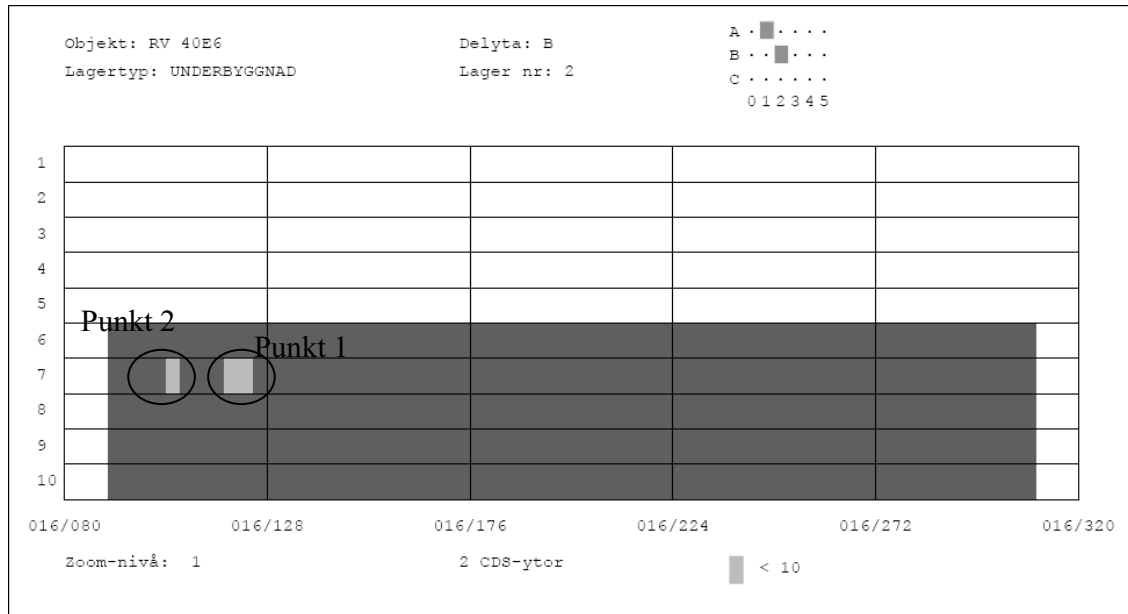 Objekt: RV 40E6 Delyta: B
Lagertyp: UNDERBYGGNAD Lager nr: 2
A
B
C
0 1 2 3 4 5
1
2
3
4
5
Punkt 2
6
Punkt 1
7
8
9
10
016/080 016/128 016/176 016/224 016/272 016/320
Zoom-nivå: 1 2 CDS-ytor < 10